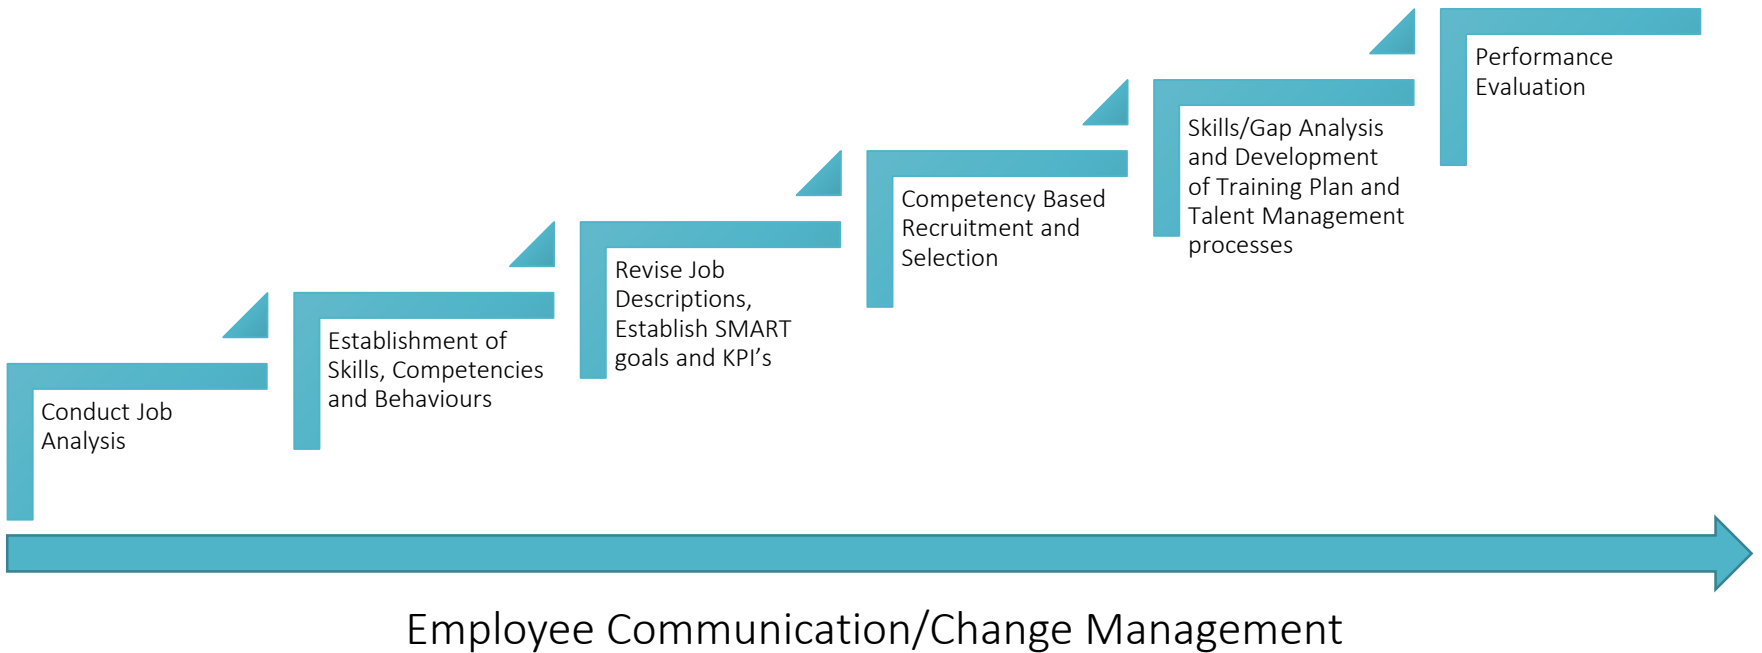 Conduct Job
Analysis
Establishment of
Skills, Competencies
and Behaviours
Revise Job
Descriptions,
Establish SMART
goals and KPI’s
Competency Based
Recruitment and
Selection
Skills/Gap Analysis
and Development
of Training Plan and
Talent Management
processes
Performance
Evaluation
Employee Communication/Change Management